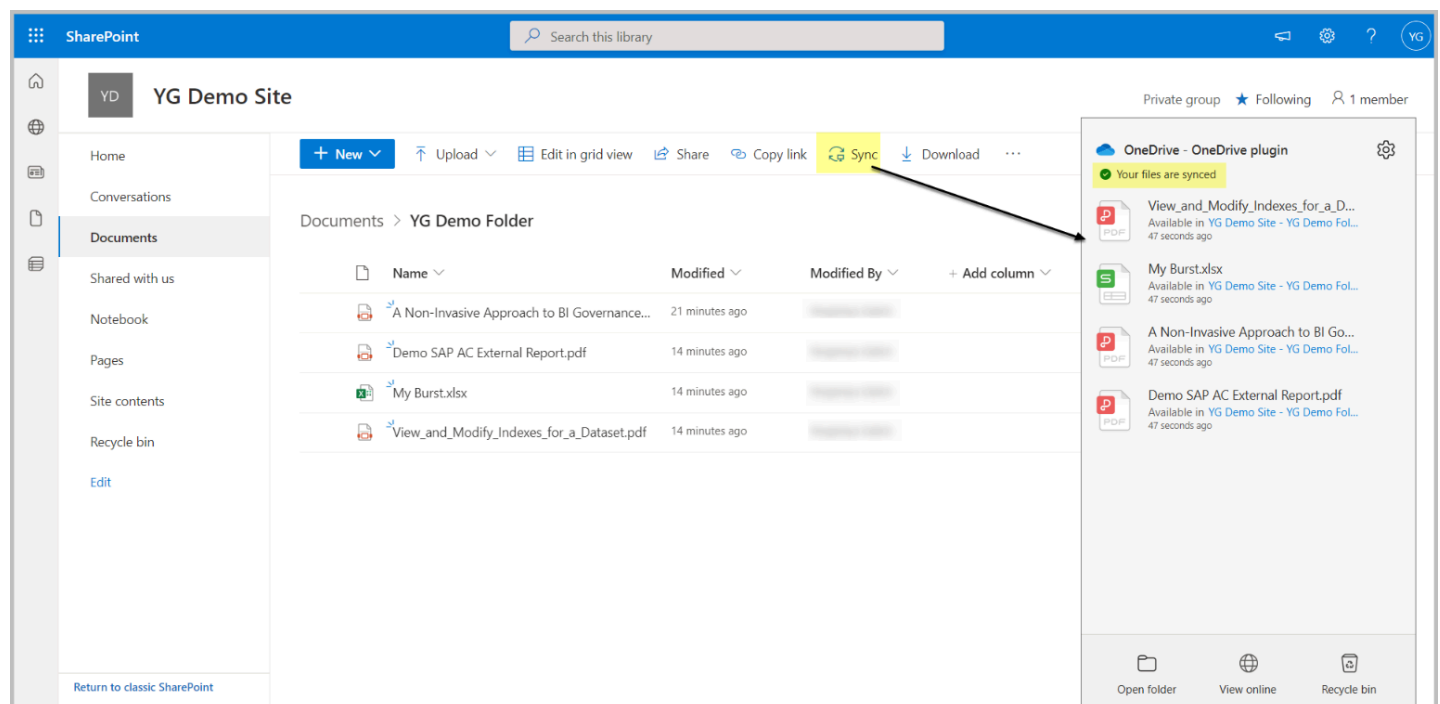 SharePoint
Search this library
?
YG
YD
YG Demo Site
Private group
Following
1 member
Home
Conversations
Documents
Shared with us
Notebook
Pages
Site contents
Recycle bin
Edit
Return to classic SharePoint
+ New
Upload
Edit in grid view
Share
Copy link
Sync
Download
...
Documents > YG Demo Folder
Name
Modified
Modified By
+ Add column
A Non-Invasive Approach to BI Governance...
21 minutes ago
Demo SAP AC External Report.pdf
14 minutes ago
My Burst.xlsx
14 minutes ago
View_and_Modify_Indexes_for_a_Dataset.pdf
14 minutes ago
OneDrive - OneDrive plugin
Your files are synced
PDF
View_and_Modify_Indexes_for_a_D...
Available in YG Demo Site - YG Demo Fol...
47 seconds ago
S
My Burst.xlsx
Available in YG Demo Site - YG Demo Fol...
47 seconds ago
PDF
A Non-Invasive Approach to BI Go...
Available in YG Demo Site - YG Demo Fol...
47 seconds ago
PDF
Demo SAP AC External Report.pdf
Available in YG Demo Site - YG Demo Fol...
47 seconds ago
Open folder
View online
Recycle bin